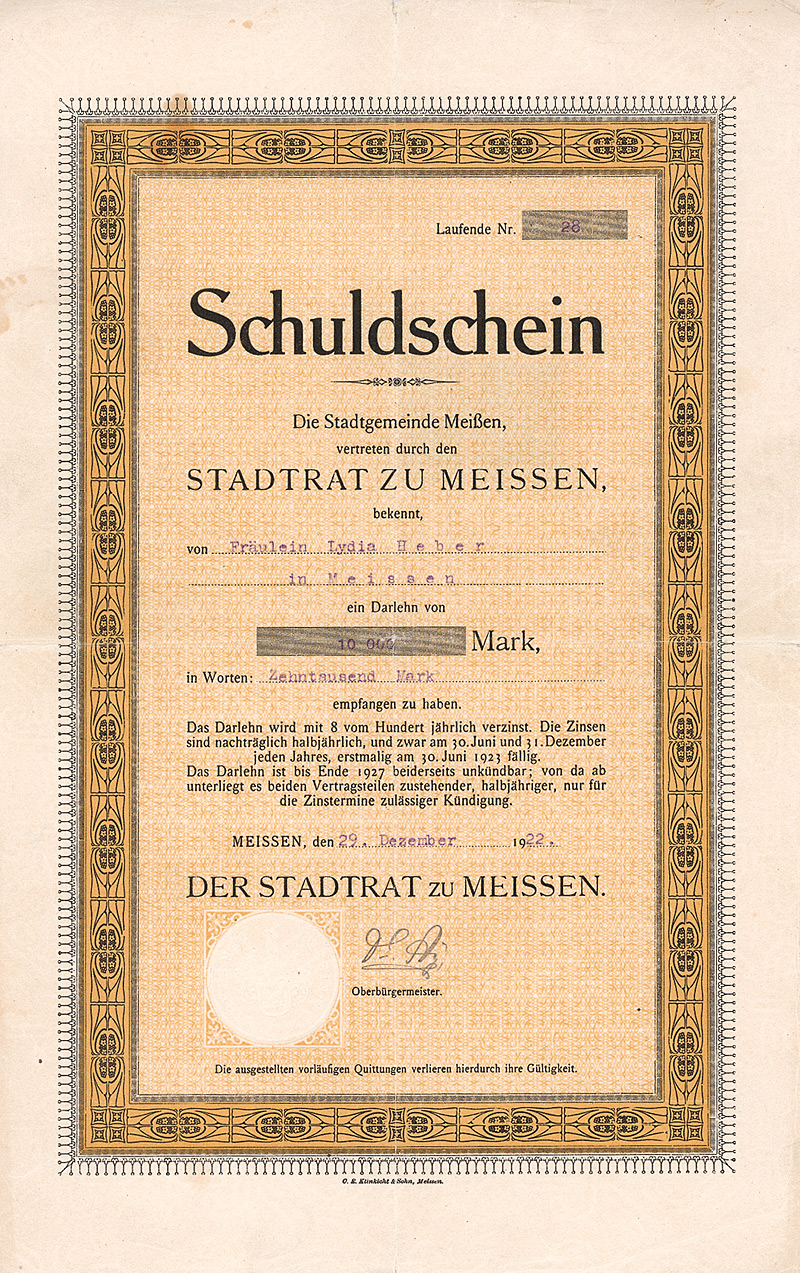 Laufende Nr. 28
Schuldschein
Die Stadtgemeinde Meißen,
vertreten durch den
STADTRAT ZU MEISSEN,
bekennt,
von Fräulein Lydia Heber
in Meissen
ein Darlehn von
10 000 Mark,
in Worten: Zehntausend Mark
empfangen zu haben.
Das Darlehn wird mit 8 vom Hundert jährlich verzinst. Die Zinsen
sind nachträglich halbjährlich, und zwar am 30. Juni und 31. Dezember
jeden Jahres, erstmalig am 30. Juni 1923 fällig.
Das Darlehn ist bis Ende 1927 beiderseits unkündbar; von da ab
unterliegt es beiden Vertragsteilen zustehender, halbjähriger, nur für
die Zinstermine zulässiger Kündigung.
MEISSEN, den 29. Dezember 1922.
DER STADTRAT ZU MEISSEN.
Oberbürgermeister.
Die ausgestellten vorläufigen Quittungen verlieren hierdurch ihre Gültigkeit.
C. E. Klinkicht & Sohn, Meissen.